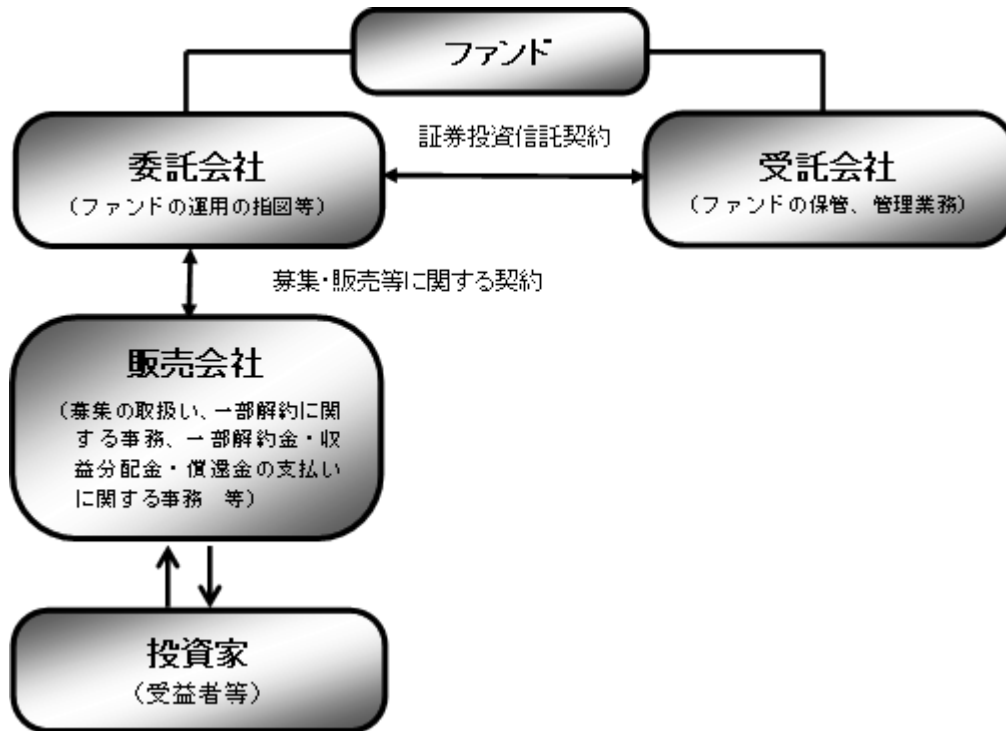 ファンド
証券投資信託契約
委託会社
（ファンドの運用の指図等）
受託会社
（ファンドの保管、管理業務）
募集・販売等に関する契約
販売会社
（募集の取扱い、一部解約に関
する事務、一部解約金・収
益分配金・償還金の支払い
に関する事務　等）
投資家
（受益者等）